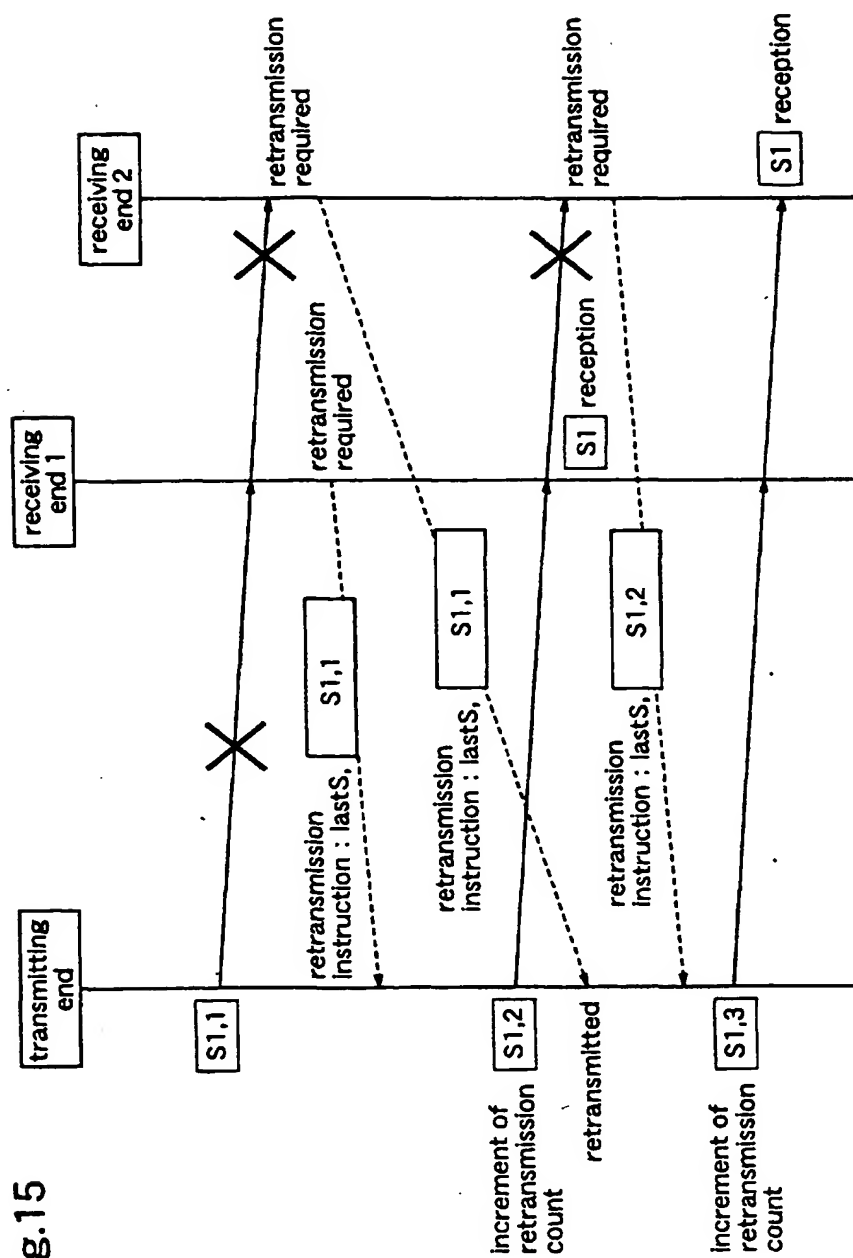 g.15
transmitting
end
receiving
end 1
receiving
end 2
S1,1
retransmission
required
retransmission
required
S1,1
retransmission
instruction : lastS,
S1,1
retransmission
instruction : lastS,
S1,2
increment of
retransmission
count
S1 reception
retransmission
required
retransmitted
S1,2
retransmission
instruction : lastS,
S1,3
increment of
retransmission
count
S1 reception